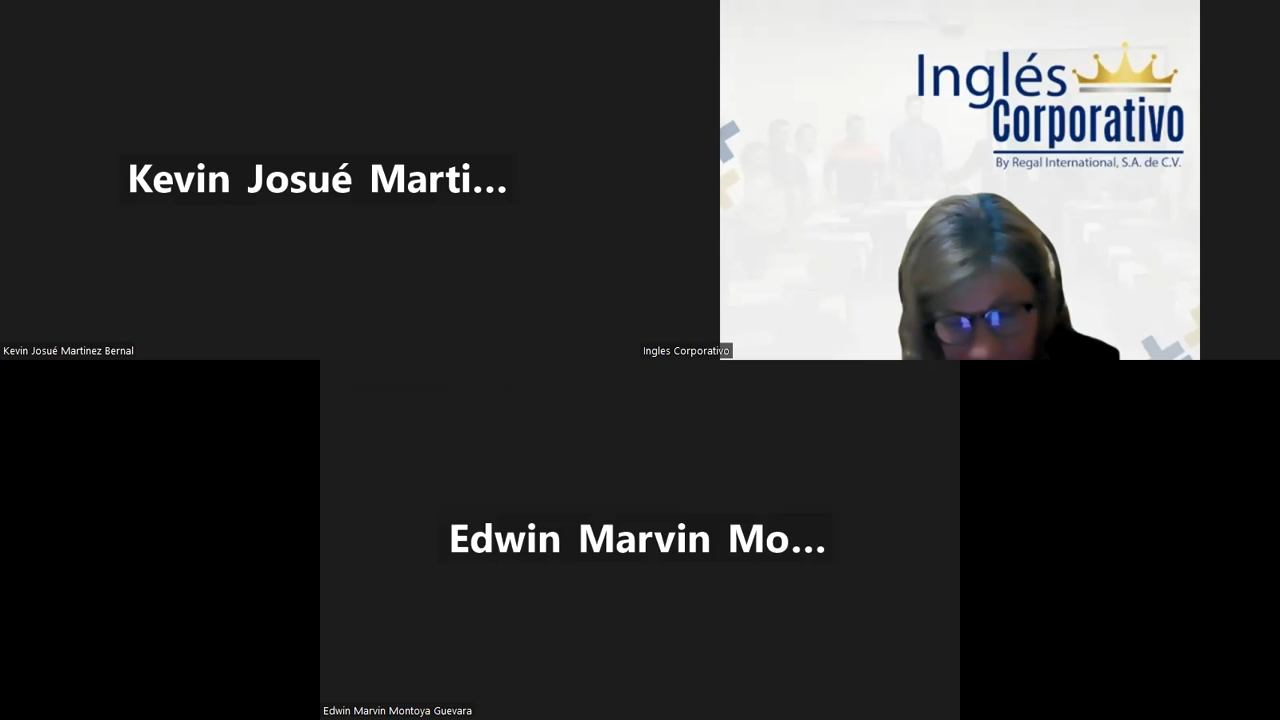 Kevin Josué Marti...
Kevin Josué Martinez Bernal
Inglés
Corporativo
By Regal International, S.A. de C.V.
Ingles Corporativo
Edwin Marvin Mo...
Edwin Marvin Montoya Guevara